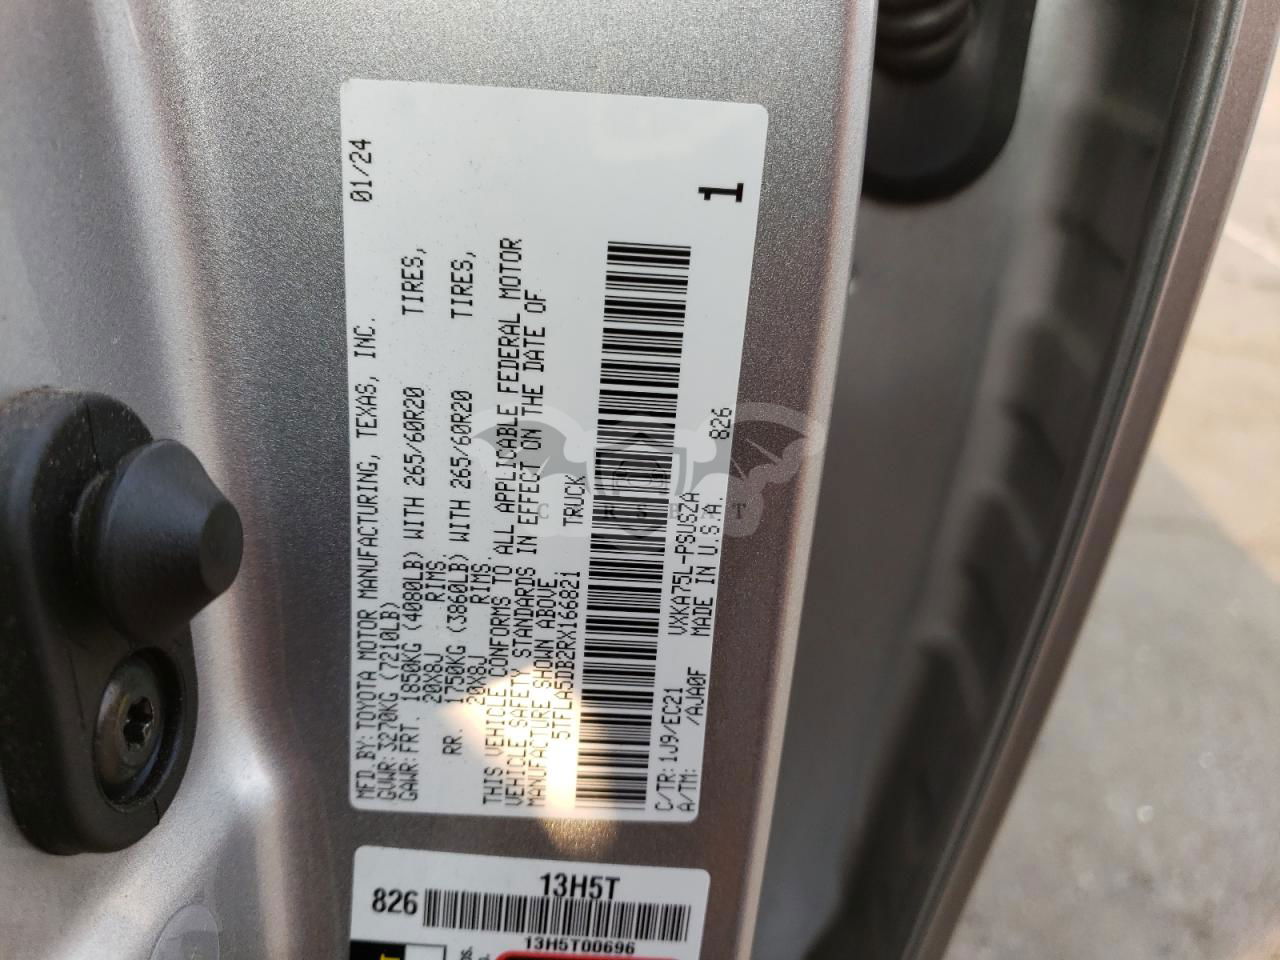 MFD.BY: TOYOTA MOTOR MANUFACTURING, TEXAS, INC. 01/24
GVWR: 3270KG (7210LB)
GAWR: FRT. 1850KG (4080LB) WITH 265/60R20 TIRES,
20X8J RIMS.
RR. 1750KG (3860LB) WITH 265/60R20 TIRES,
20X8J RIMS.
THIS VEHICLE CONFORMS TO ALL APPLICABLE FEDERAL MOTOR
VEHICLE SAFETY STANDARDS IN EFFECT ON THE DATE OF
MANUFACTURE SHOWN ABOVE.
5TFLA5DB2RX166821 TRUCK
C/TR: 1J9/EC21 VXKA75L-PSUSZA 826 1
A/TM: /AJA0F MADE IN U.S.A.
13H5T
826
13H5T00696